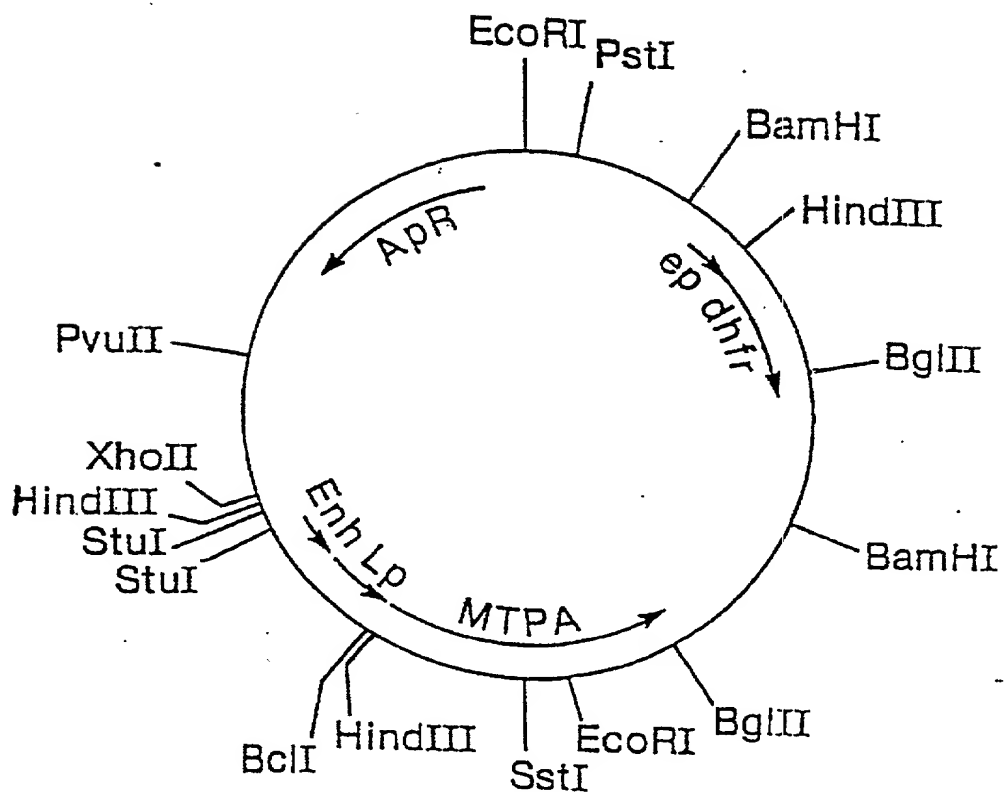 EcoRI
PstI
BamHI
HindIII
BglII
BamHI
BglII
EcoRI
SstI
HindIII
BclI
StuI
StuI
HindIII
XhoII
PvuII
ApR
ep dhfr
Enh Lp
MTPA